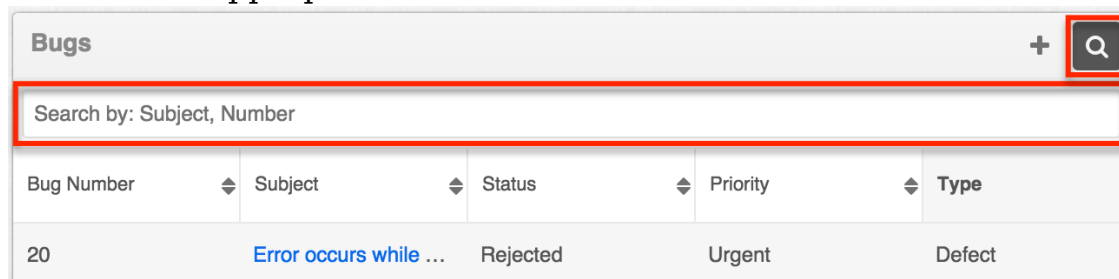 Bugs
Search by: Subject, Number
Bug Number Subject Status Priority Type
20 Error occurs while ... Rejected Urgent Defect